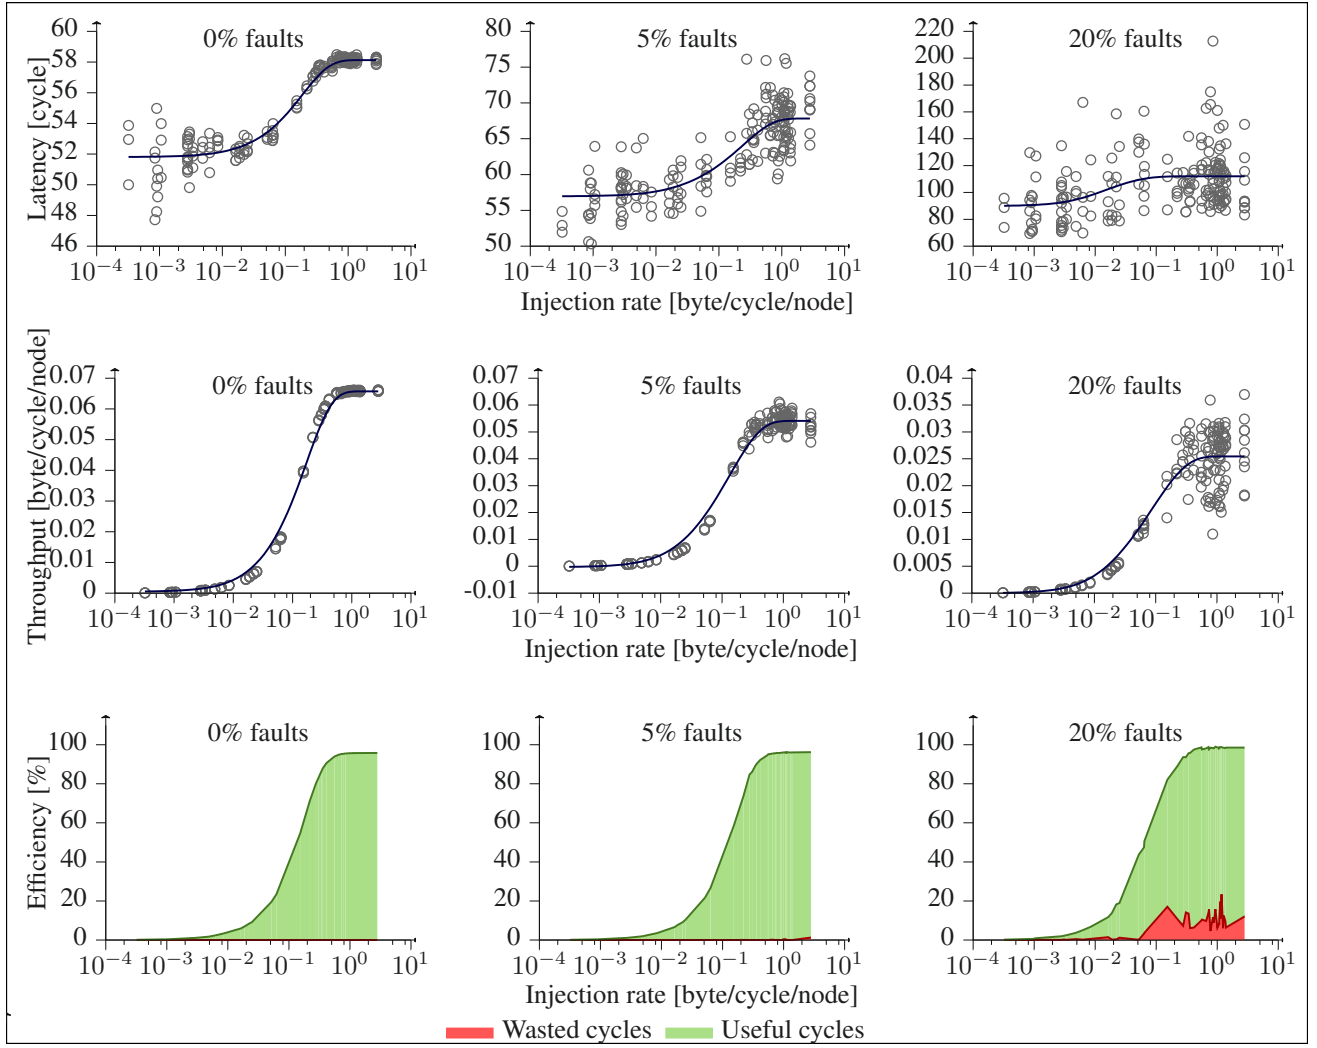 Latency [cycle]
0% faults
60
58
56
54
52
50
48
46
10−4 10−3 10−2 10−1 100 101
5% faults
80
75
70
65
60
55
50
10−4 10−3 10−2 10−1 100 101
Injection rate [byte/cycle/node]
20% faults
220
200
180
160
140
120
100
80
60
10−4 10−3 10−2 10−1 100 101
Throughput [byte/cycle/node]
0% faults
0.07
0.06
0.05
0.04
0.03
0.02
0.01
0
10−4 10−3 10−2 10−1 100 101
5% faults
0.07
0.06
0.05
0.04
0.03
0.02
0.01
0
-0.01
10−4 10−3 10−2 10−1 100 101
Injection rate [byte/cycle/node]
20% faults
0.04
0.035
0.03
0.025
0.02
0.015
0.01
0.005
0
10−4 10−3 10−2 10−1 100 101
Efficiency [%]
0% faults
100
80
60
40
20
0
10−4 10−3 10−2 10−1 100 101
5% faults
100
80
60
40
20
0
10−4 10−3 10−2 10−1 100 101
Injection rate [byte/cycle/node]
20% faults
100
80
60
40
20
0
10−4 10−3 10−2 10−1 100 101
Wasted cycles Useful cycles